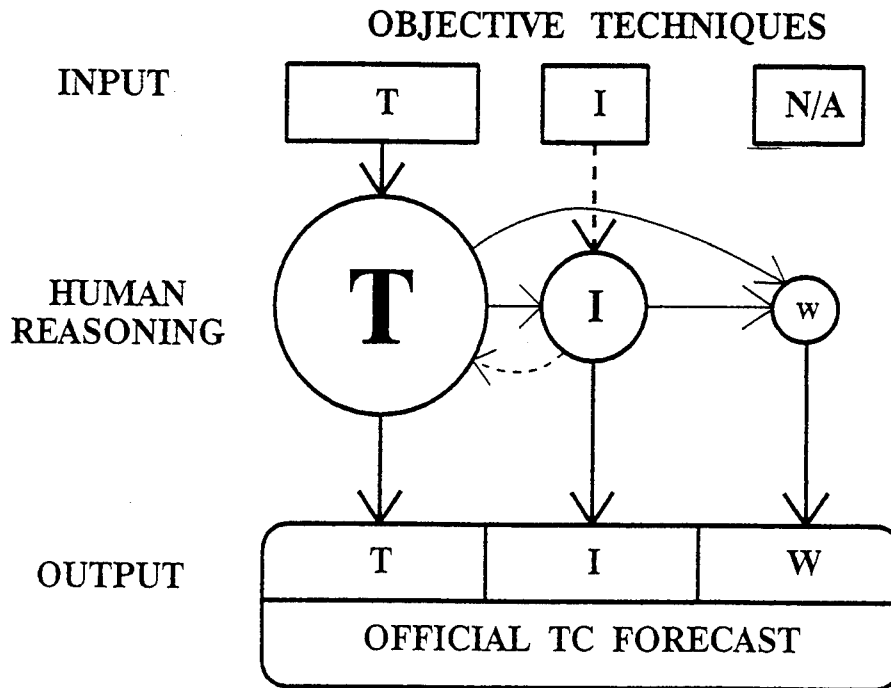 OBJECTIVE TECHNIQUES
INPUT
T
I
N/A
HUMAN
REASONING
T
I
w
OUTPUT
T
I
W
OFFICIAL TC FORECAST